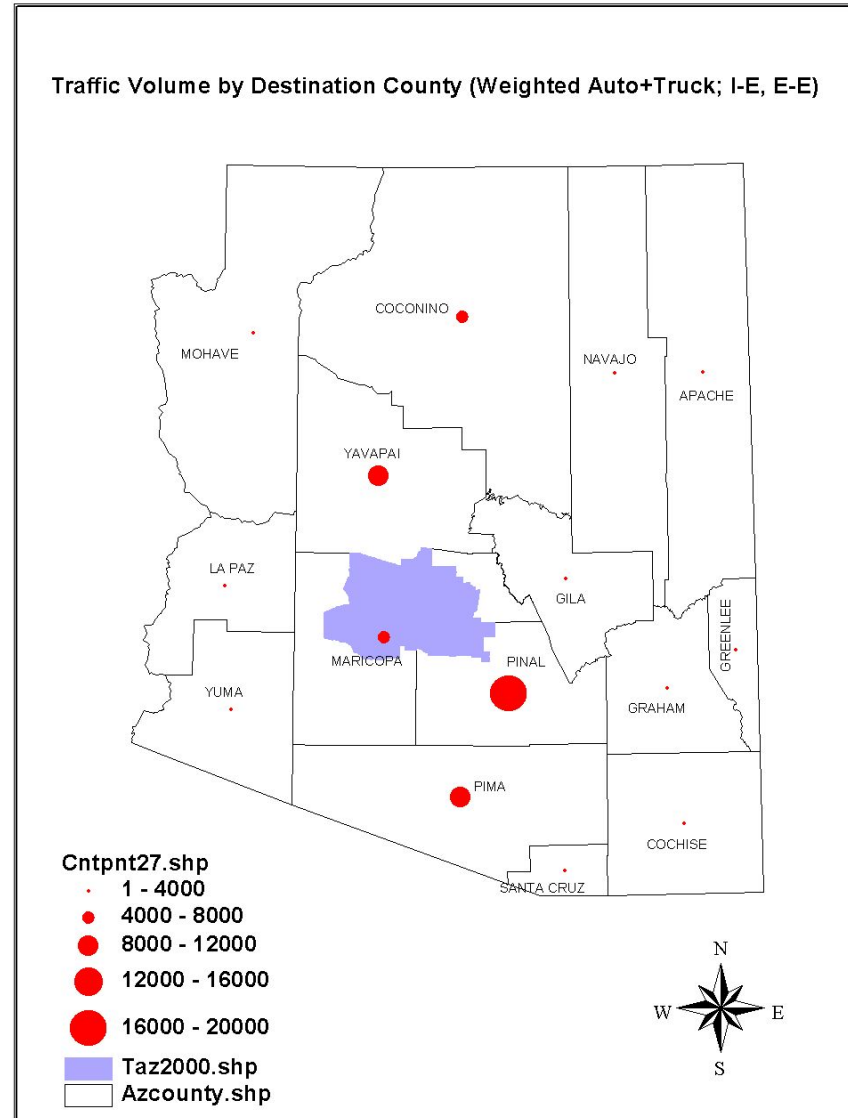 Traffic Volume by Destination County (Weighted Auto+Truck; I-E, E-E)
COCONINO
MOHAVE
NAVAJO
APACHE
YAVAPAI
LA PAZ
GILA
GREENLEE
MARICOPA
PINAL
YUMA
GRAHAM
PIMA
COCHISE
SANTA CRUZ
Cntpnt27.shp
1 - 4000
4000 - 8000
8000 - 12000
12000 - 16000
16000 - 20000
Taz2000.shp
Azcounty.shp
N
W E
S